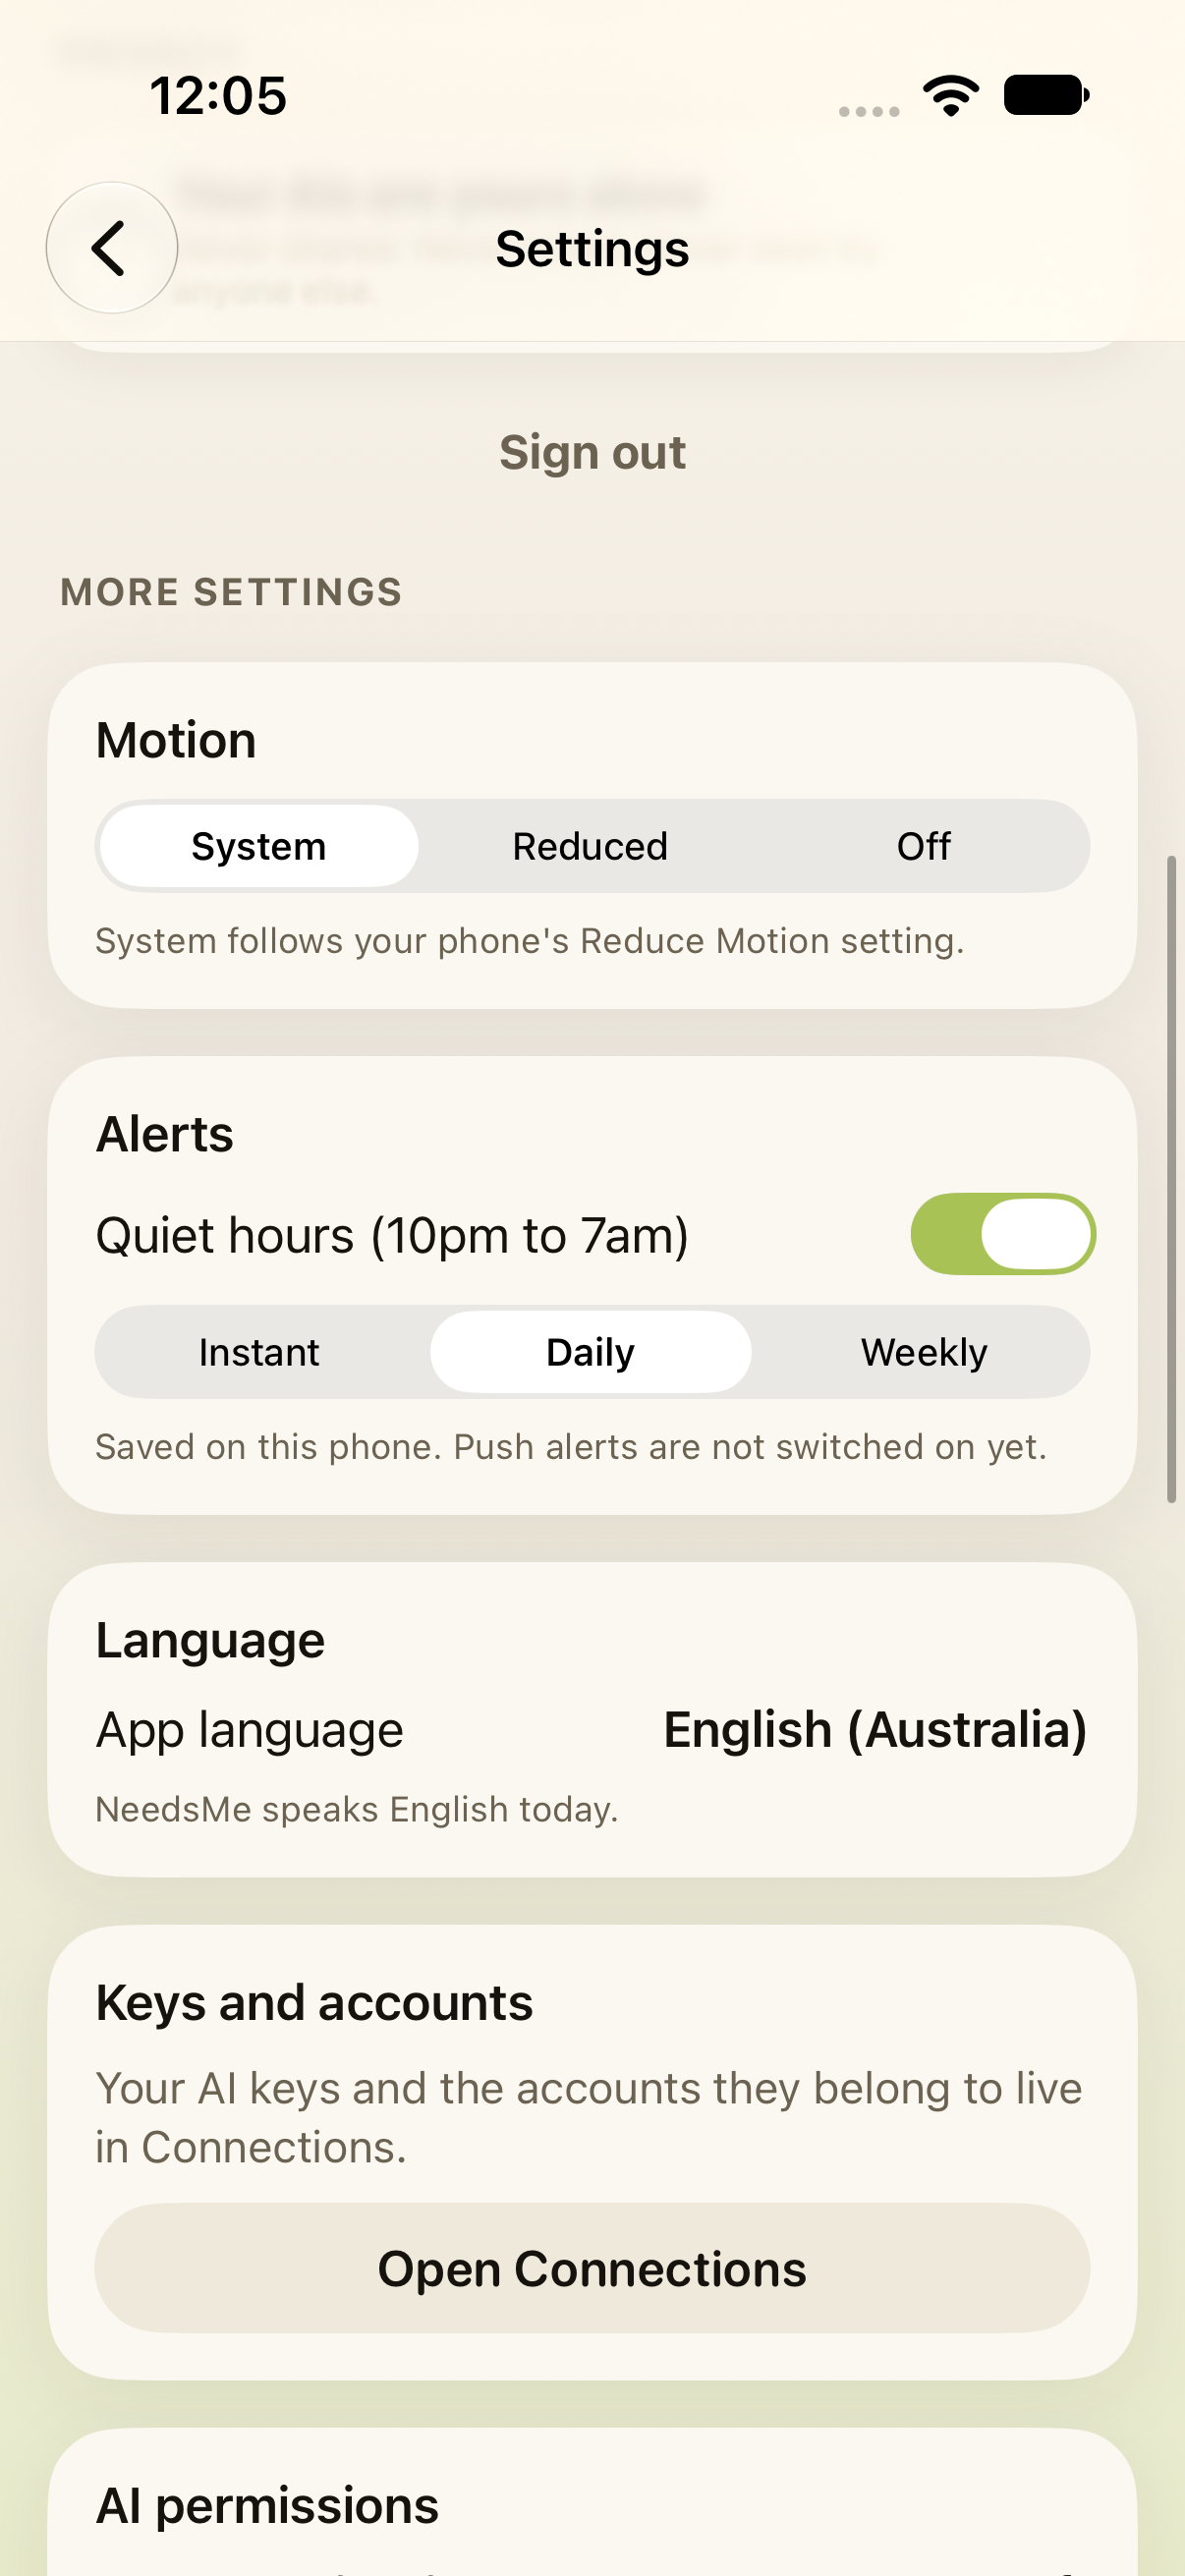 12:05
Settings
anyone else.
Sign out
MORE SETTINGS
Motion
System Reduced Off
System follows your phone's Reduce Motion setting.
Alerts
Quiet hours (10pm to 7am)
Instant Daily Weekly
Saved on this phone. Push alerts are not switched on yet.
Language
App language English (Australia)
NeedsMe speaks English today.
Keys and accounts
Your AI keys and the accounts they belong to live
in Connections.
Open Connections
AI permissions